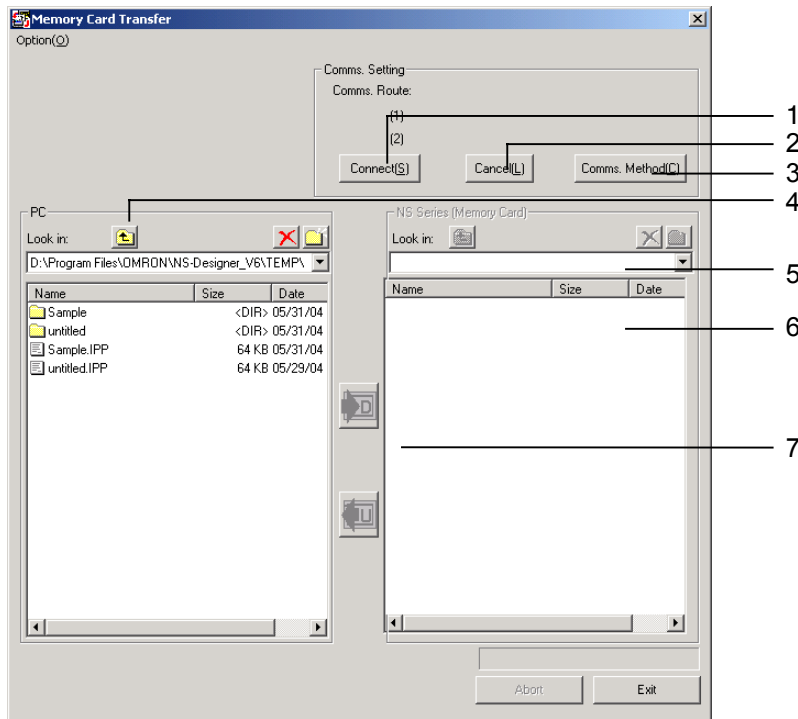 Memory Card Transfer
Option(O)
Comms. Setting
Comms. Route:
(1)
(2)
Connect(S) Cancel(L) Comms. Method(C)
1
2
3
4
5
6
7
PC
Look in:
D:\Program Files\OMRON\NS-Designer_V6\TEMP\
Name Size Date
Sample <DIR> 05/31/04
untitled <DIR> 05/31/04
Sample.IPP 64 KB 05/31/04
untitled.IPP 64 KB 05/29/04
D
U
NS Series (Memory Card)
Look in:
Name Size Date
Abort Exit